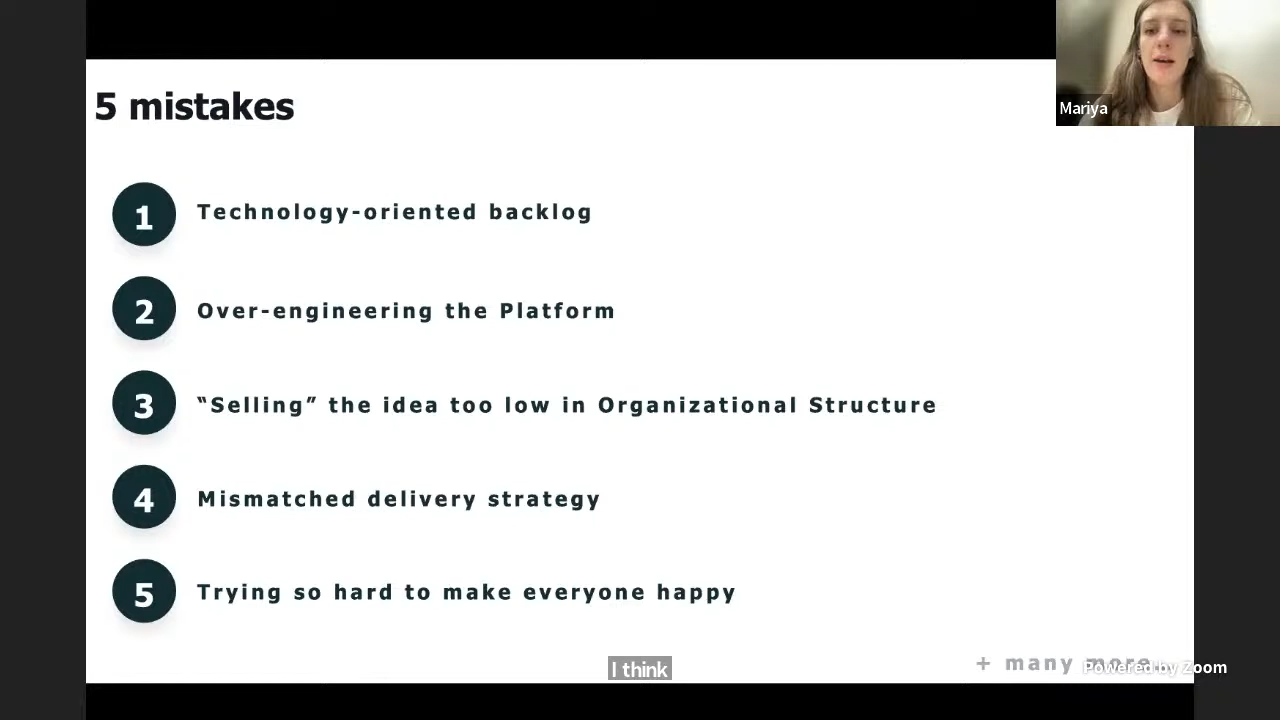 5 mistakes
Mariya
1
Technology-oriented backlog
2
Over-engineering the Platform
3
“Selling” the idea too low in Organizational Structure
4
Mismatched delivery strategy
5
Trying so hard to make everyone happy
+ many more
Powered by Zoom
I think